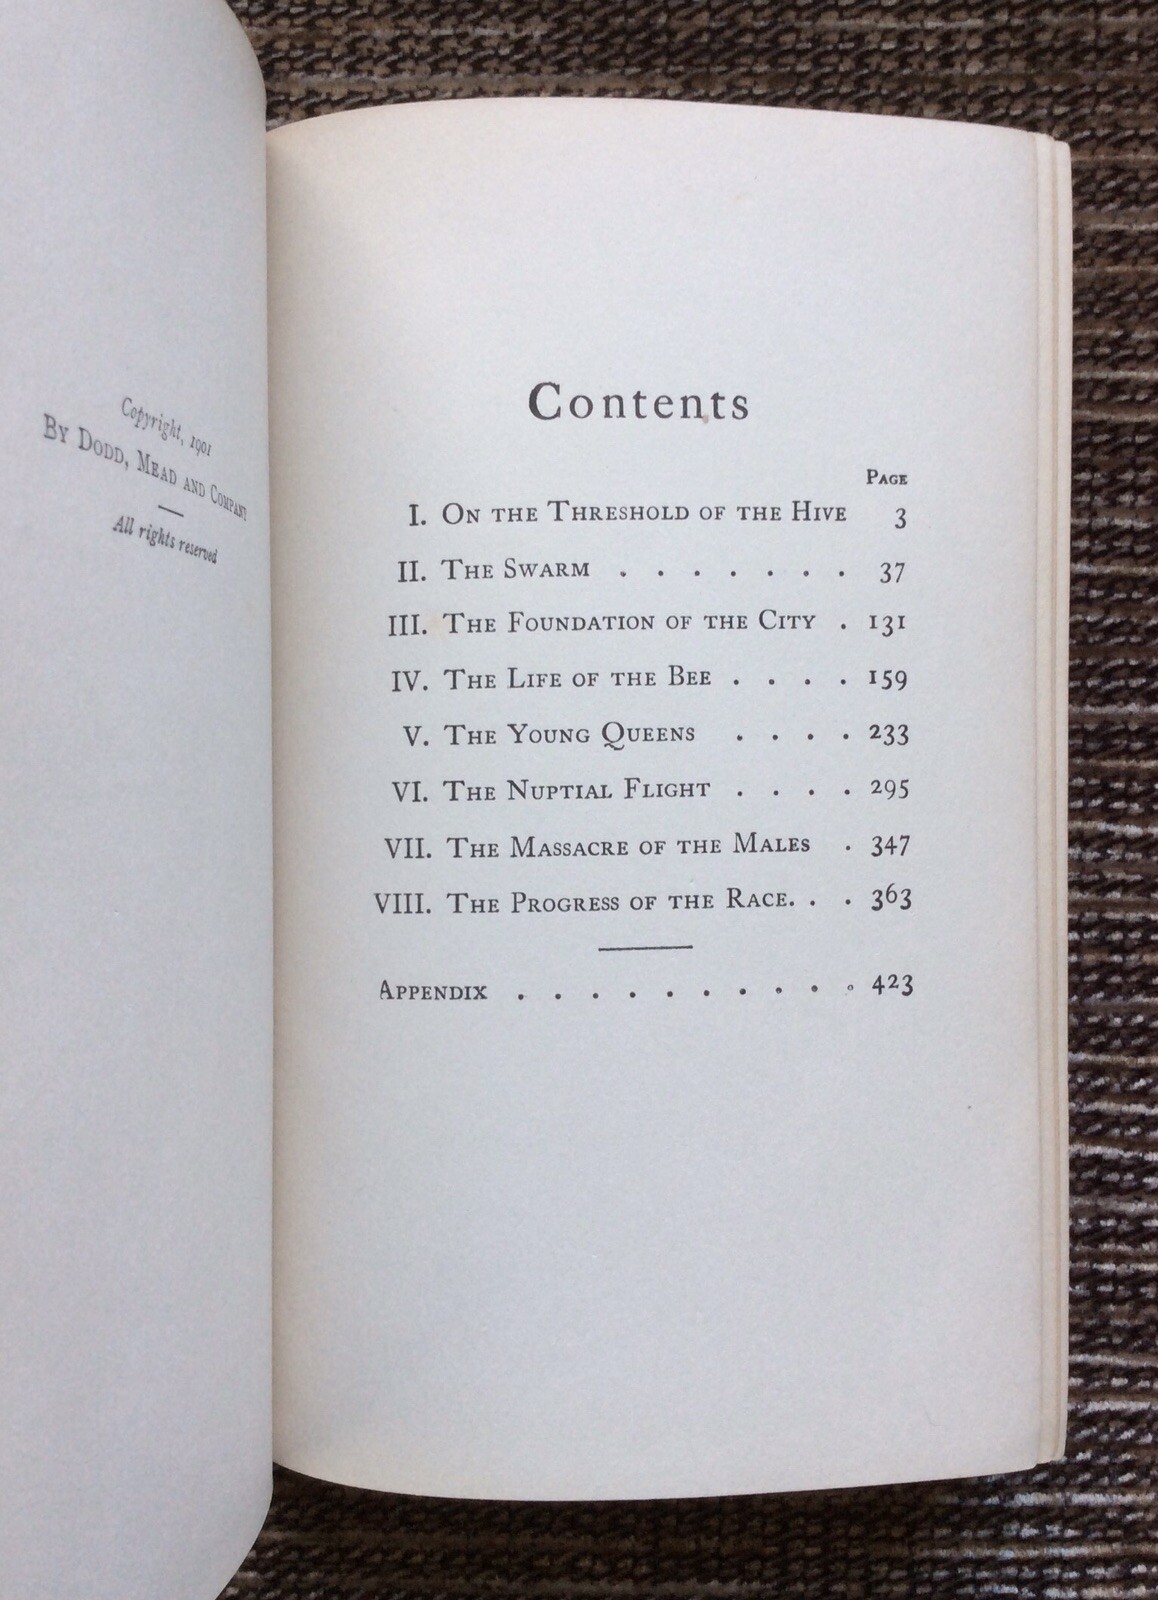 Copyright, 1901
By Dodd, Mead and Company
All rights reserved
Contents
Page
I. On the Threshold of the Hive 3
II. The Swarm . . . . . . . 37
III. The Foundation of the City . 131
IV. The Life of the Bee . . . . 159
V. The Young Queens . . . . 233
VI. The Nuptial Flight . . . . 295
VII. The Massacre of the Males . 347
VIII. The Progress of the Race. . . 363
Appendix . . . . . . . . . . 423